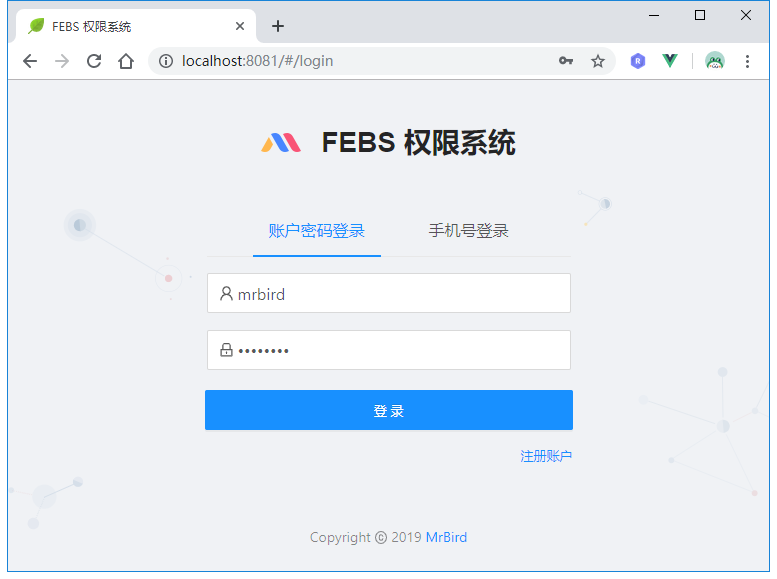 FEBS 权限系统
localhost:8081/#/login
FEBS 权限系统
账户密码登录 手机号登录
mrbird
••••••••
登 录
注册账户
Copyright © 2019 MrBird